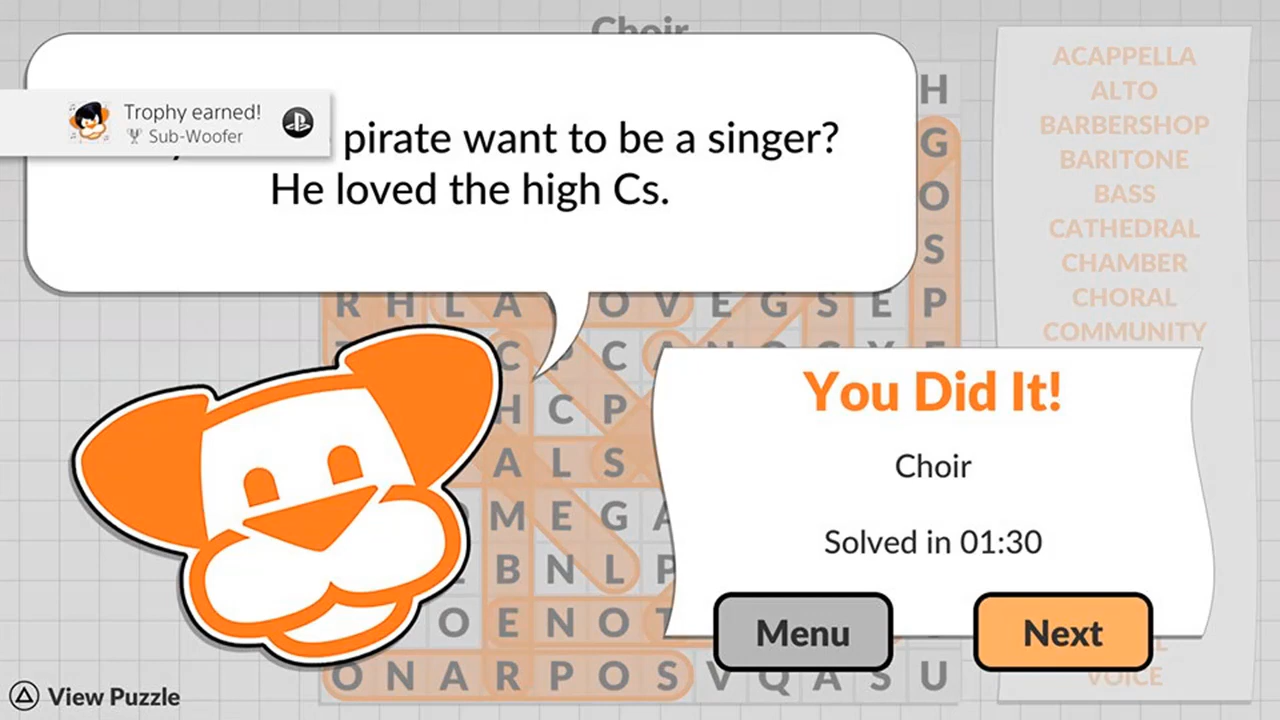 Choir
Trophy earned!
Sub-Woofer
pirate want to be a singer?
He loved the high Cs.
H
G
O
S
R H L A O V E G S E P
C P C
H C P
A L S
M E G A
B N L P
O E N O
O N A R P O S V Q A S U
ACAPPELLA
ALTO
BARBERSHOP
BARITONE
BASS
CATHEDRAL
CHAMBER
CHORAL
COMMUNITY
You Did It!
Choir
Solved in 01:30
Menu
Next
VOICE
View Puzzle